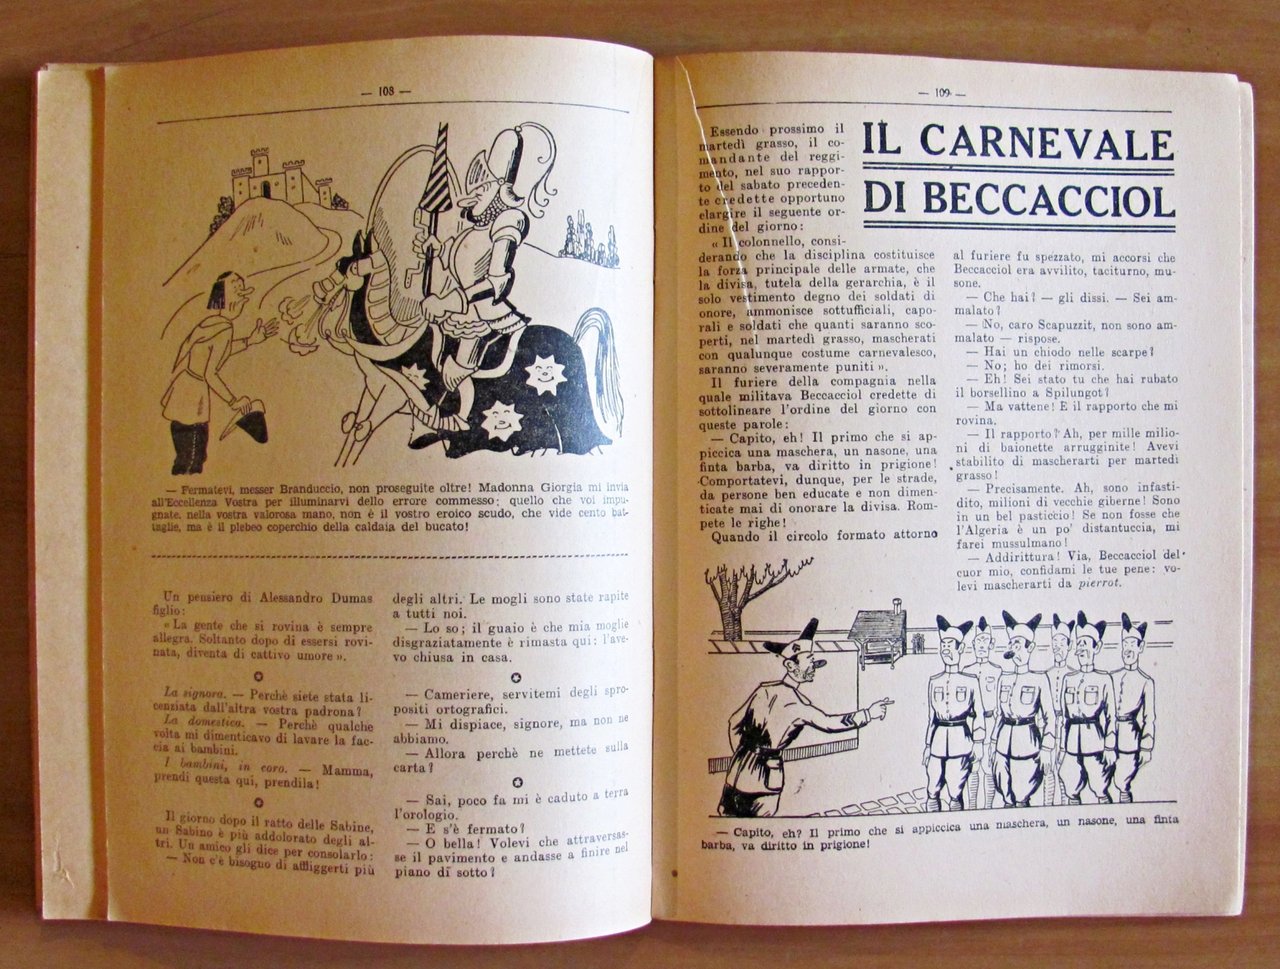 — 108 —
— Fermatevi, messer Branduccio, non proseguite oltre! Madonna Giorgia mi invia
all'Eccellenza Vostra per illuminarvi dello errore commesso; quello che voi impu-
gnate, nella vostra valorosa mano, non è il vostro eroico scudo, che vide cento bat-
taglie, ma è il plebeo coperchio della caldaia del bucato!
Un pensiero di Alessandro Dumas
figlio:
« La gente che si rovina è sempre
allegra. Soltanto dopo di essersi rovi-
nata, diventa di cattivo umore ».
La signora. — Perchè siete stata li-
cenziata dall'altra vostra padrona?
La domestica. — Perchè qualche
volta mi dimenticavo di lavare la fac-
cia ai bambini.
I bambini, in coro. — Mamma,
prendi questa qui, prendila!
Il giorno dopo il ratto delle Sabine,
un Sabino è più addolorato degli al-
tri. Un amico gli dice per consolarlo:
— Non c'è bisogno di affliggerti più
degli altri. Le mogli sono state rapite
a tutti noi.
— Lo so; il guaio è che mia moglie
disgraziatamente è rimasta qui: l'ave-
vo chiusa in casa.
— Cameriere, servitemi degli spro-
positi ortografici.
— Mi dispiace, signore, ma non ne
abbiamo.
— Allora perchè ne mettete sulla
carta?
— Sai, poco fa mi è caduto a terra
l'orologio.
— E s'è fermato?
— O bella! Volevi che attraversas-
se il pavimento e andasse a finire nel
piano di sotto?
— 109 —
IL CARNEVALE
DI BECCACCIOL
Essendo prossimo il
martedì grasso, il co-
mandante del reggi-
mento, nel suo rappor-
to del sabato preceden-
te credette opportuno
elargire il seguente or-
dine del giorno:
« Il colonnello, consi-
derando che la disciplina costituisce
la forza principale delle armate, che
la divisa, tutela della gerarchia, è il
solo vestimento degno dei soldati di
onore, ammonisce sottufficiali, capo-
rali e soldati che quanti saranno sco-
perti, nel martedì grasso, mascherati
con qualunque costume carnevalesco,
saranno severamente puniti ».
Il furiere della compagnia nella
quale militava Beccacciol credette di
sottolineare l'ordine del giorno con
queste parole:
— Capito, eh! Il primo che si ap-
piccica una maschera, un nasone, una
finta barba, va diritto in prigione!
Comportatevi, dunque, per le strade,
da persone ben educate e non dimen-
ticate mai di onorare la divisa. Rom-
pete le righe!
Quando il circolo formato attorno
al furiere fu spezzato, mi accorsi che
Beccacciol era avvilito, taciturno, mu-
sone.
— Che hai? — gli dissi. — Sei am-
malato?
— No, caro Scapuzzit, non sono am-
malato — rispose.
— Hai un chiodo nelle scarpe?
— No; ho dei rimorsi.
— Eh! Sei stato tu che hai rubato
il borsellino a Spilungot?
— Ma vattene! E il rapporto che mi
rovina.
— Il rapporto? Ah, per mille milio-
ni di baionette arrugginite! Avevi
stabilito di mascherarti per martedì
grasso!
— Precisamente. Ah, sono infasti-
dito, milioni di vecchie giberne! Sono
in un bel pasticcio! Se non fosse che
l'Algeria è un po' distantuccia, mi
farei mussulmano!
— Addirittura! Via, Beccacciol del
cuor mio, confidami le tue pene: vo-
levi mascherarti da pierrot.
— Capito, eh? Il primo che si appiccica una maschera, un nasone, una finta
barba, va diritto in prigione!